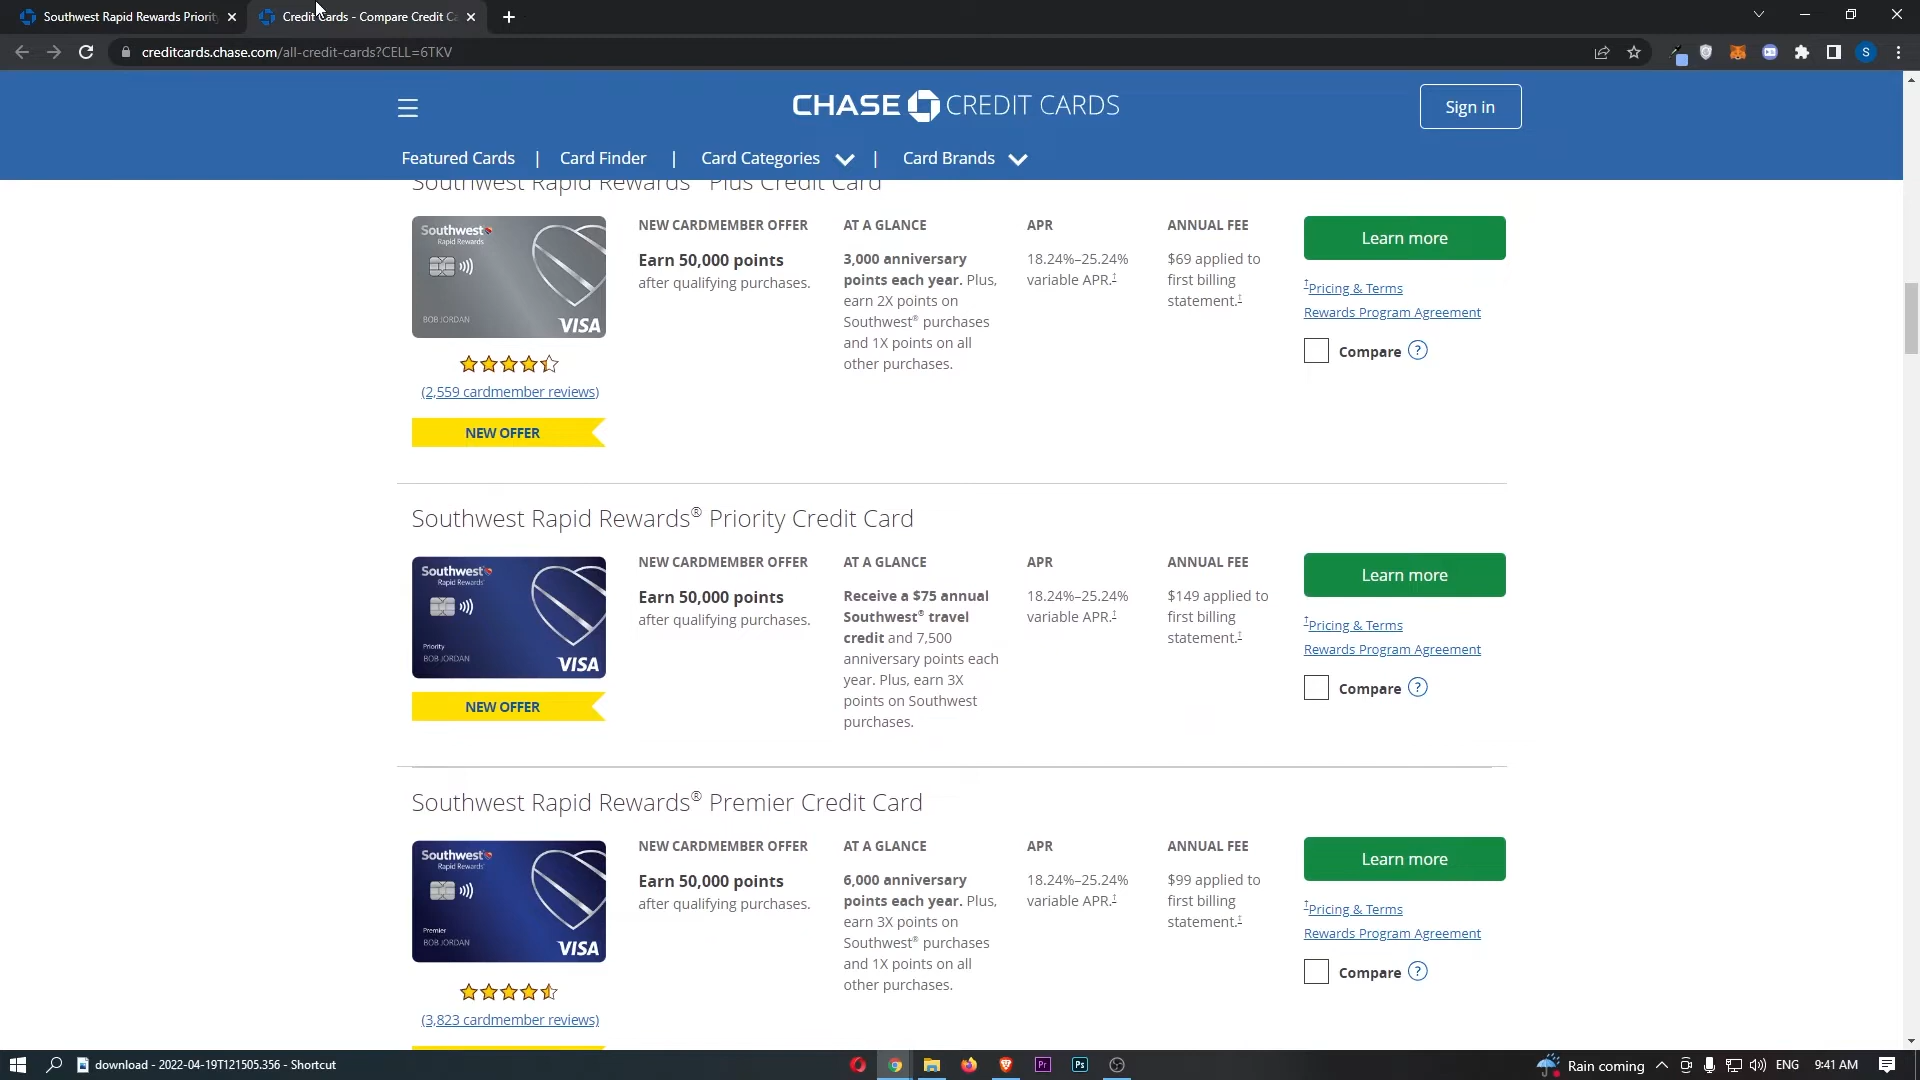 Southwest Rapid Rewards Priorit
Credit Cards - Compare Credit Ca
creditcards.chase.com/all-credit-cards?CELL=6TKV
S
CHASE CREDIT CARDS
Sign in
Featured Cards | Card Finder | Card Categories | Card Brands
Southwest Rapid Rewards® Plus Credit Card
Southwest
Rapid Rewards
BOB JORDAN
VISA
(2,559 cardmember reviews)
NEW OFFER
NEW CARDMEMBER OFFER
Earn 50,000 points
after qualifying purchases.
AT A GLANCE
3,000 anniversary
points each year. Plus,
earn 2X points on
Southwest® purchases
and 1X points on all
other purchases.
APR
18.24%–25.24%
variable APR.†
ANNUAL FEE
$69 applied to
first billing
statement.†
Learn more
†Pricing & Terms
Rewards Program Agreement
Compare ?
Southwest Rapid Rewards® Priority Credit Card
Southwest
Rapid Rewards®
Priority
BOB JORDAN
VISA
NEW OFFER
NEW CARDMEMBER OFFER
Earn 50,000 points
after qualifying purchases.
AT A GLANCE
Receive a $75 annual
Southwest® travel
credit and 7,500
anniversary points each
year. Plus, earn 3X
points on Southwest
purchases.
APR
18.24%–25.24%
variable APR.†
ANNUAL FEE
$149 applied to
first billing
statement.†
Learn more
†Pricing & Terms
Rewards Program Agreement
Compare ?
Southwest Rapid Rewards® Premier Credit Card
Southwest
Rapid Rewards®
Premier
BOB JORDAN
VISA
(3,823 cardmember reviews)
NEW CARDMEMBER OFFER
Earn 50,000 points
after qualifying purchases.
AT A GLANCE
6,000 anniversary
points each year. Plus,
earn 3X points on
Southwest® purchases
and 1X points on all
other purchases.
APR
18.24%–25.24%
variable APR.†
ANNUAL FEE
$99 applied to
first billing
statement.†
Learn more
†Pricing & Terms
Rewards Program Agreement
Compare ?
download - 2022-04-19T121505.356 - Shortcut
Pr
Ps
Rain coming
ENG
9:41 AM